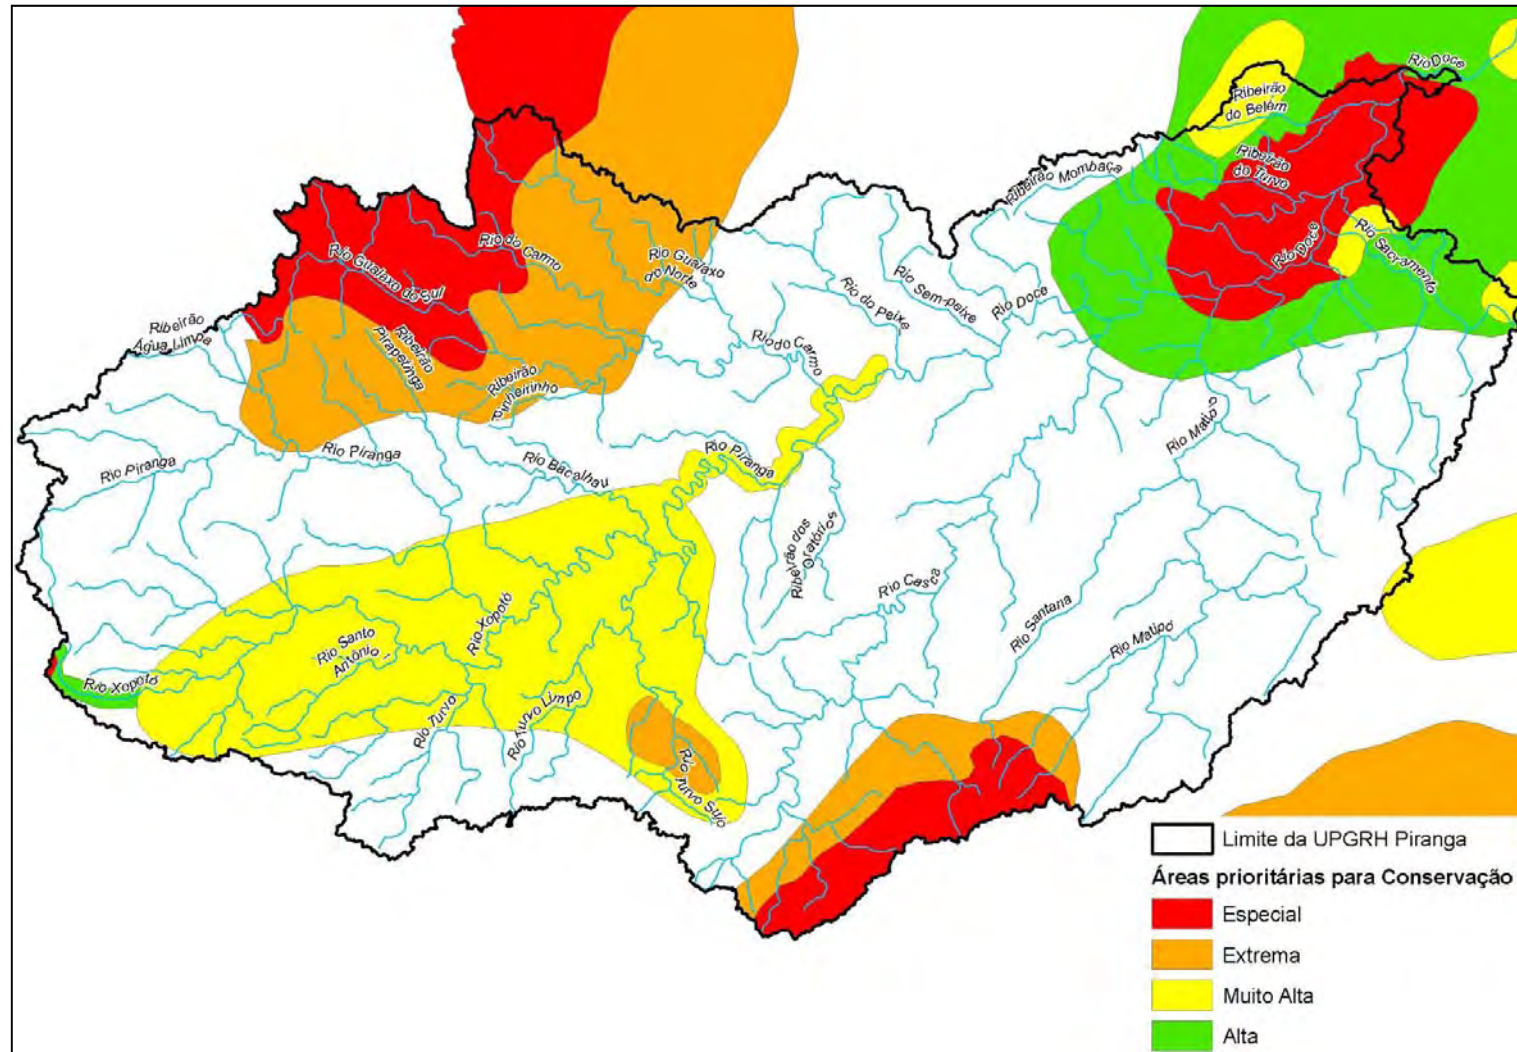 Rio Doce
Ribeirão
do Belém
Ribeirão
do Turvo
Ribeirão Mombaça
Rio Sacramento
Rio Doce
Rio do Carmo
Rio Gualaxo
do Norte
Rio Gualaxo do Sul
Rio Sem-peixe
Rio do Peixe
Rio Doce
Ribeirão
Água Limpa
Ribeirão
Pirapetinga
Rio do Carmo
Ribeirão
Pinheirinho
Rio Matipó
Rio Piranga
Rio Piranga
Rio Piranga
Rio Bacalhau
Ribeirão dos
Oratórios
Rio Casca
Rio Xopotó
Rio Santana
Rio Matipó
Rio Santo
Antônio
Rio Xopotó
Rio Turvo
Rio Turvo Limpo
Rio Turvo Sujo
Limite da UPGRH Piranga
Áreas prioritárias para Conservação
Especial
Extrema
Muito Alta
Alta